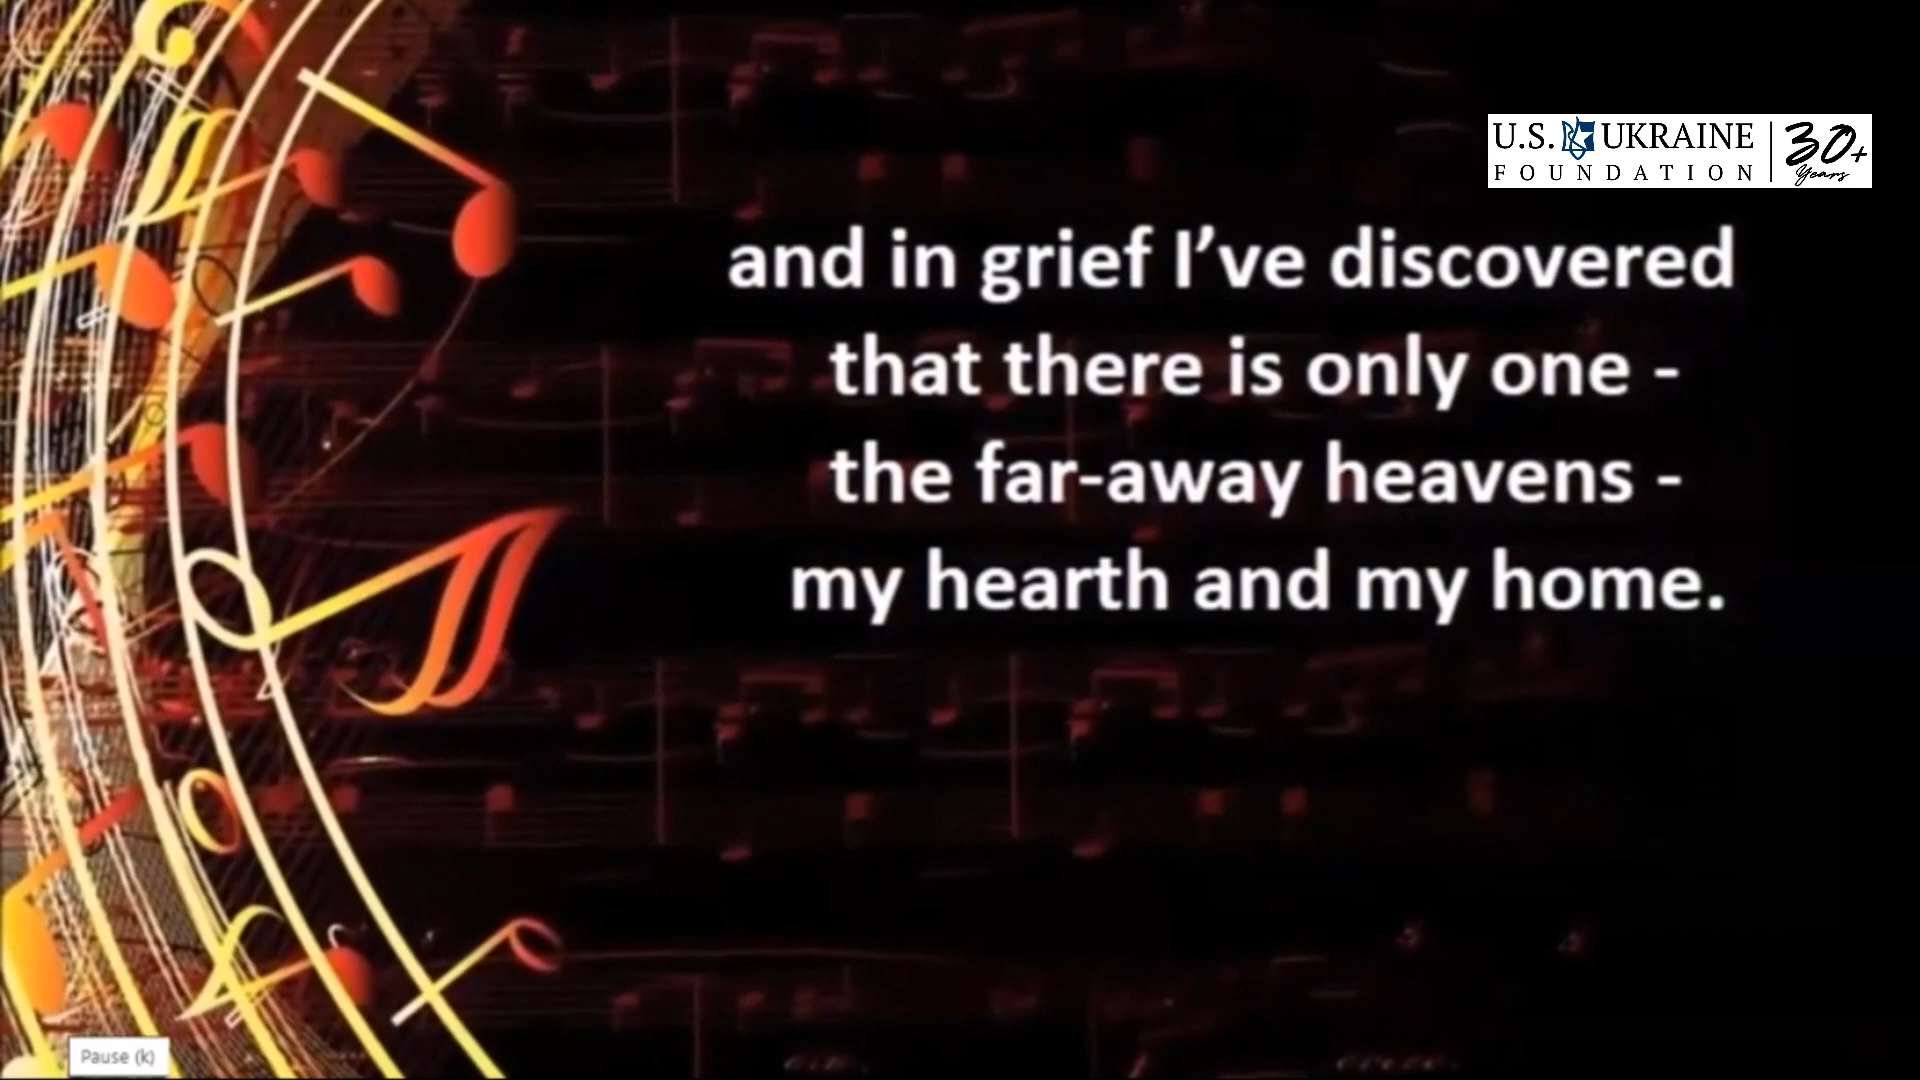 U.S. UKRAINE
FOUNDATION
30+
Years
and in grief I’ve discovered
that there is only one -
the far-away heavens -
my hearth and my home.
Pause (k)